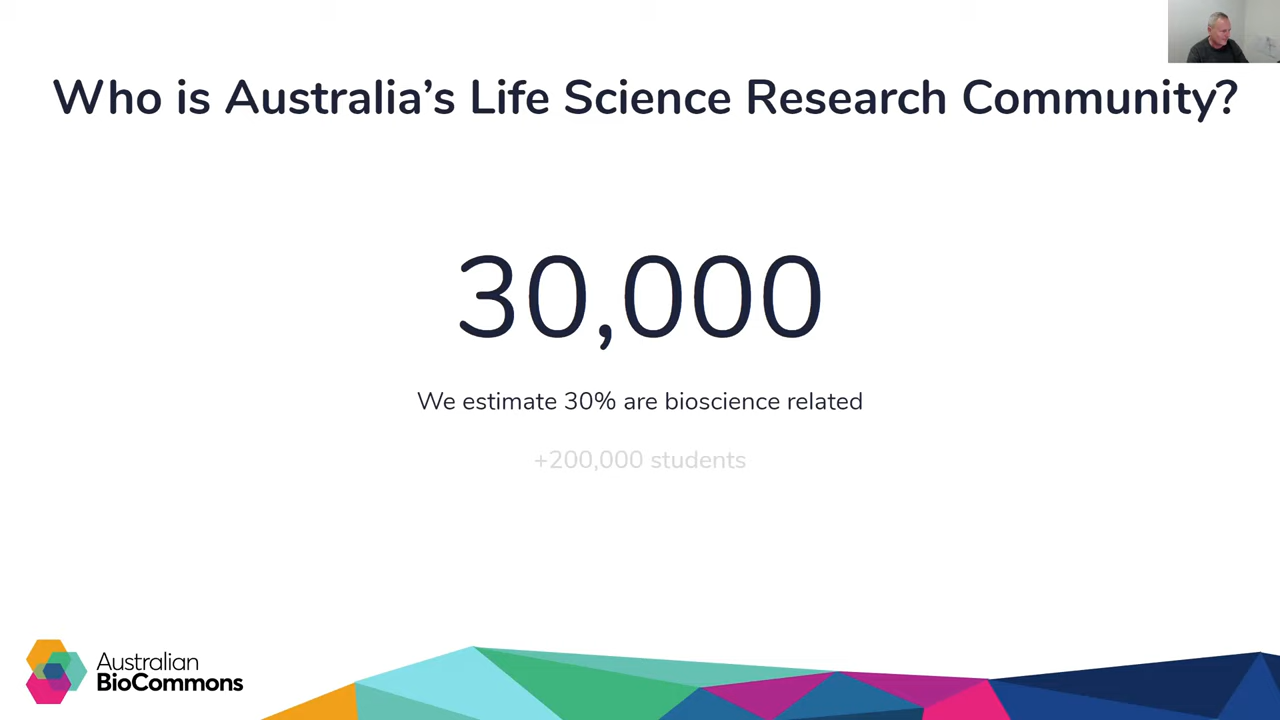 Who is Australia's Life Science Research Community?
30,000
We estimate 30% are bioscience related
+200,000 students
Australian
BioCommons